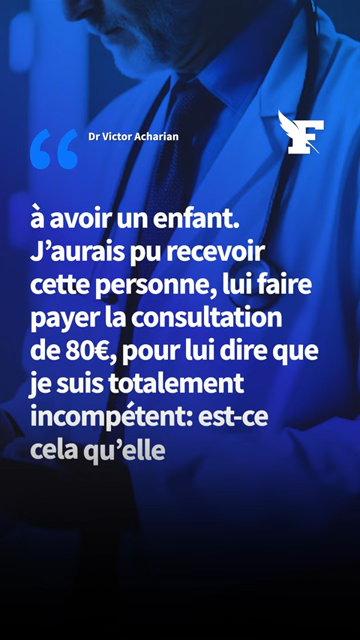 Dr Victor Acharian
à avoir un enfant.
J’aurais pu recevoir
cette personne, lui faire
payer la consultation
de 80€, pour lui dire que
je suis totalement
incompétent: est-ce
cela qu’elle